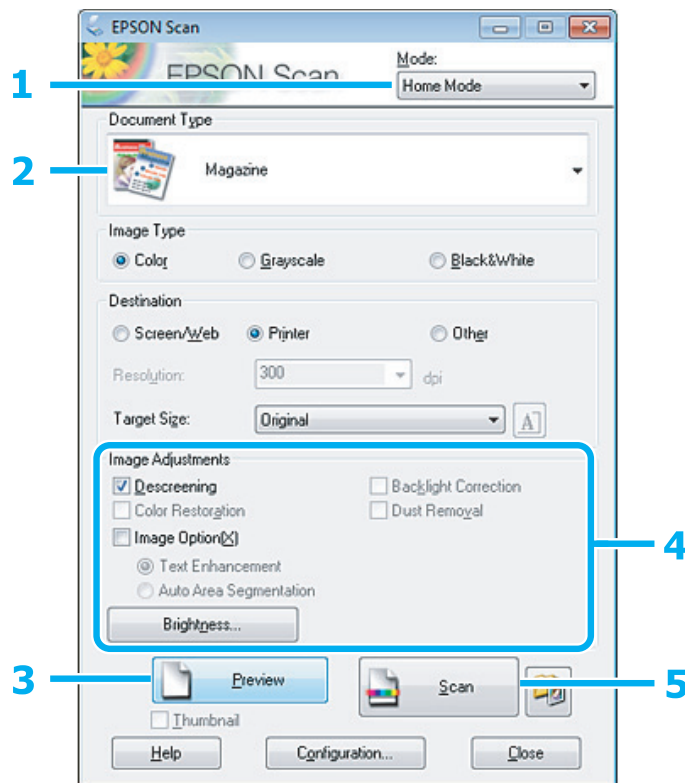 EPSON Scan
EPSON Scan
Mode:
1
Home Mode
Document Type
2
Magazine
Image Type
Color
Grayscale
Black&White
Destination
Screen/Web
Printer
Other
Resolution:
300
dpi
Target Size:
Original
A
Image Adjustments
Descreening
Backlight Correction
Color Restoration
Dust Removal
Image Option(X)
4
Text Enhancement
Auto Area Segmentation
Brightness...
3
Preview
Scan
5
Thumbnail
Help
Configuration...
Close